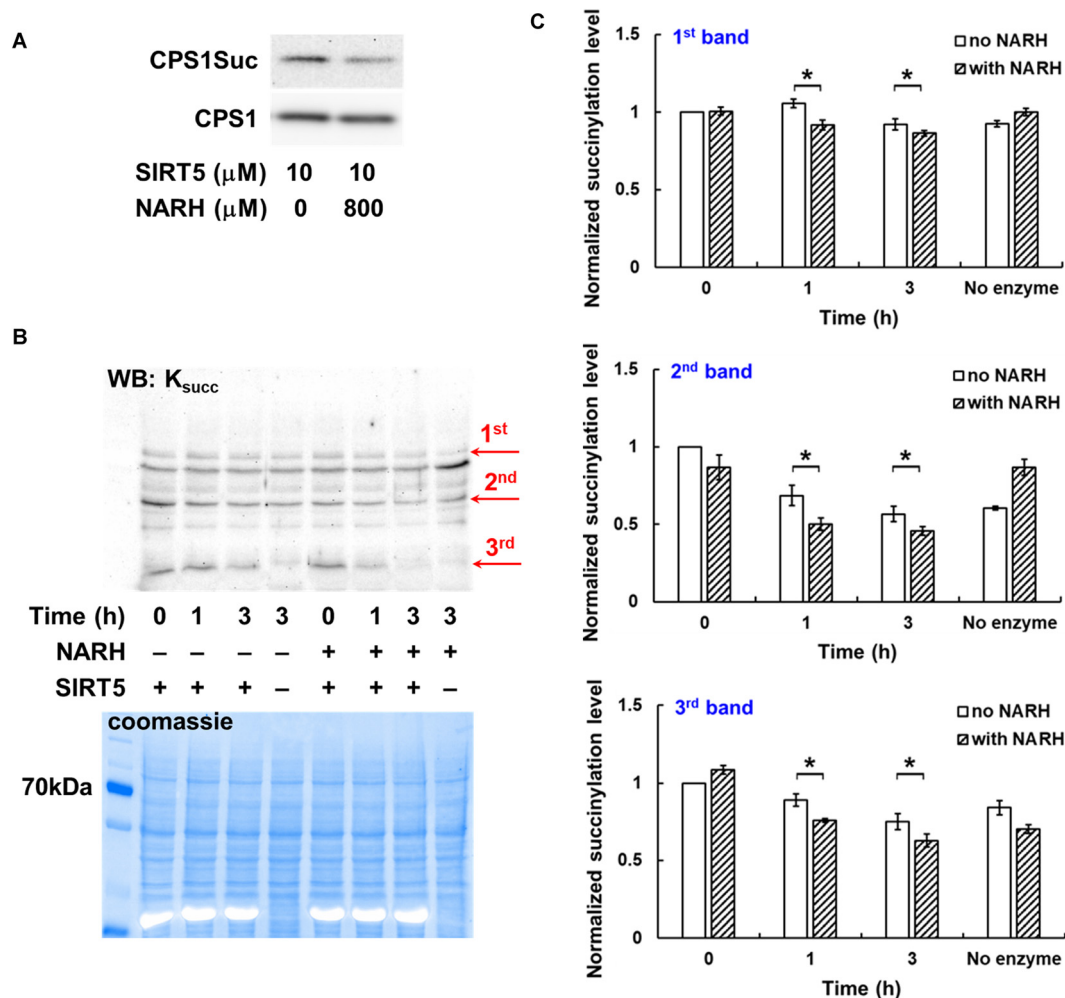 A
CPS1Suc
CPS1
SIRT5 (μM) 10 10
NARH (μM) 0 800
B
WB: Ksucc
1st
2nd
3rd
Time (h) 0 1 3 3 0 1 3 3
NARH – – – – + + + +
SIRT5 + + + – + + + –
coomassie
70kDa
C
Normalized succinylation level
1.5
1
0.5
0
1st band
no NARH
with NARH
* *
0 1 3 No enzyme
Time (h)
Normalized succinylation level
1.5
1
0.5
0
2nd band
no NARH
with NARH
* *
0 1 3 No enzyme
Time (h)
Normalized succinylation level
1.5
1
0.5
0
3rd band
no NARH
with NARH
* *
0 1 3 No enzyme
Time (h)